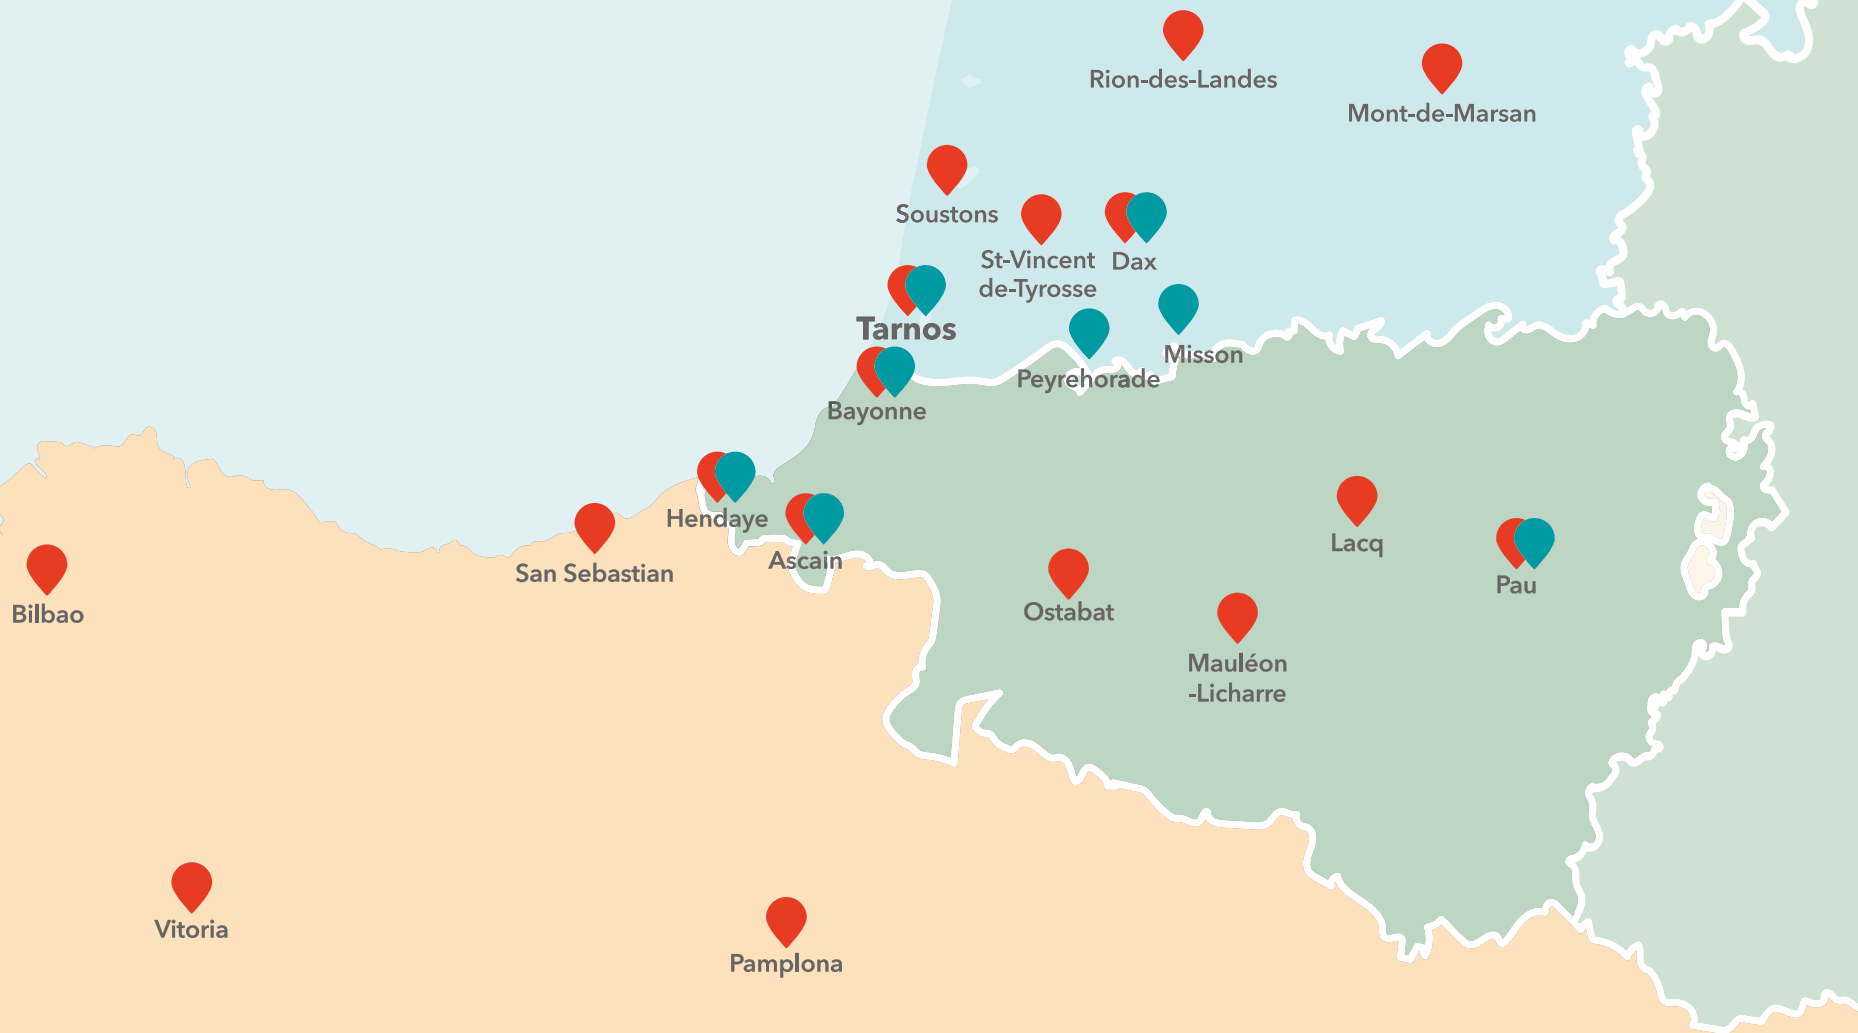 Rion-des-Landes
Mont-de-Marsan
Soustons
St-Vincent
de-Tyrosse
Dax
Tarnos
Misson
Peyrehorade
Bayonne
Hendaye
Ascain
San Sebastian
Lacq
Pau
Bilbao
Ostabat
Mauléon
-Licharre
Vitoria
Pamplona